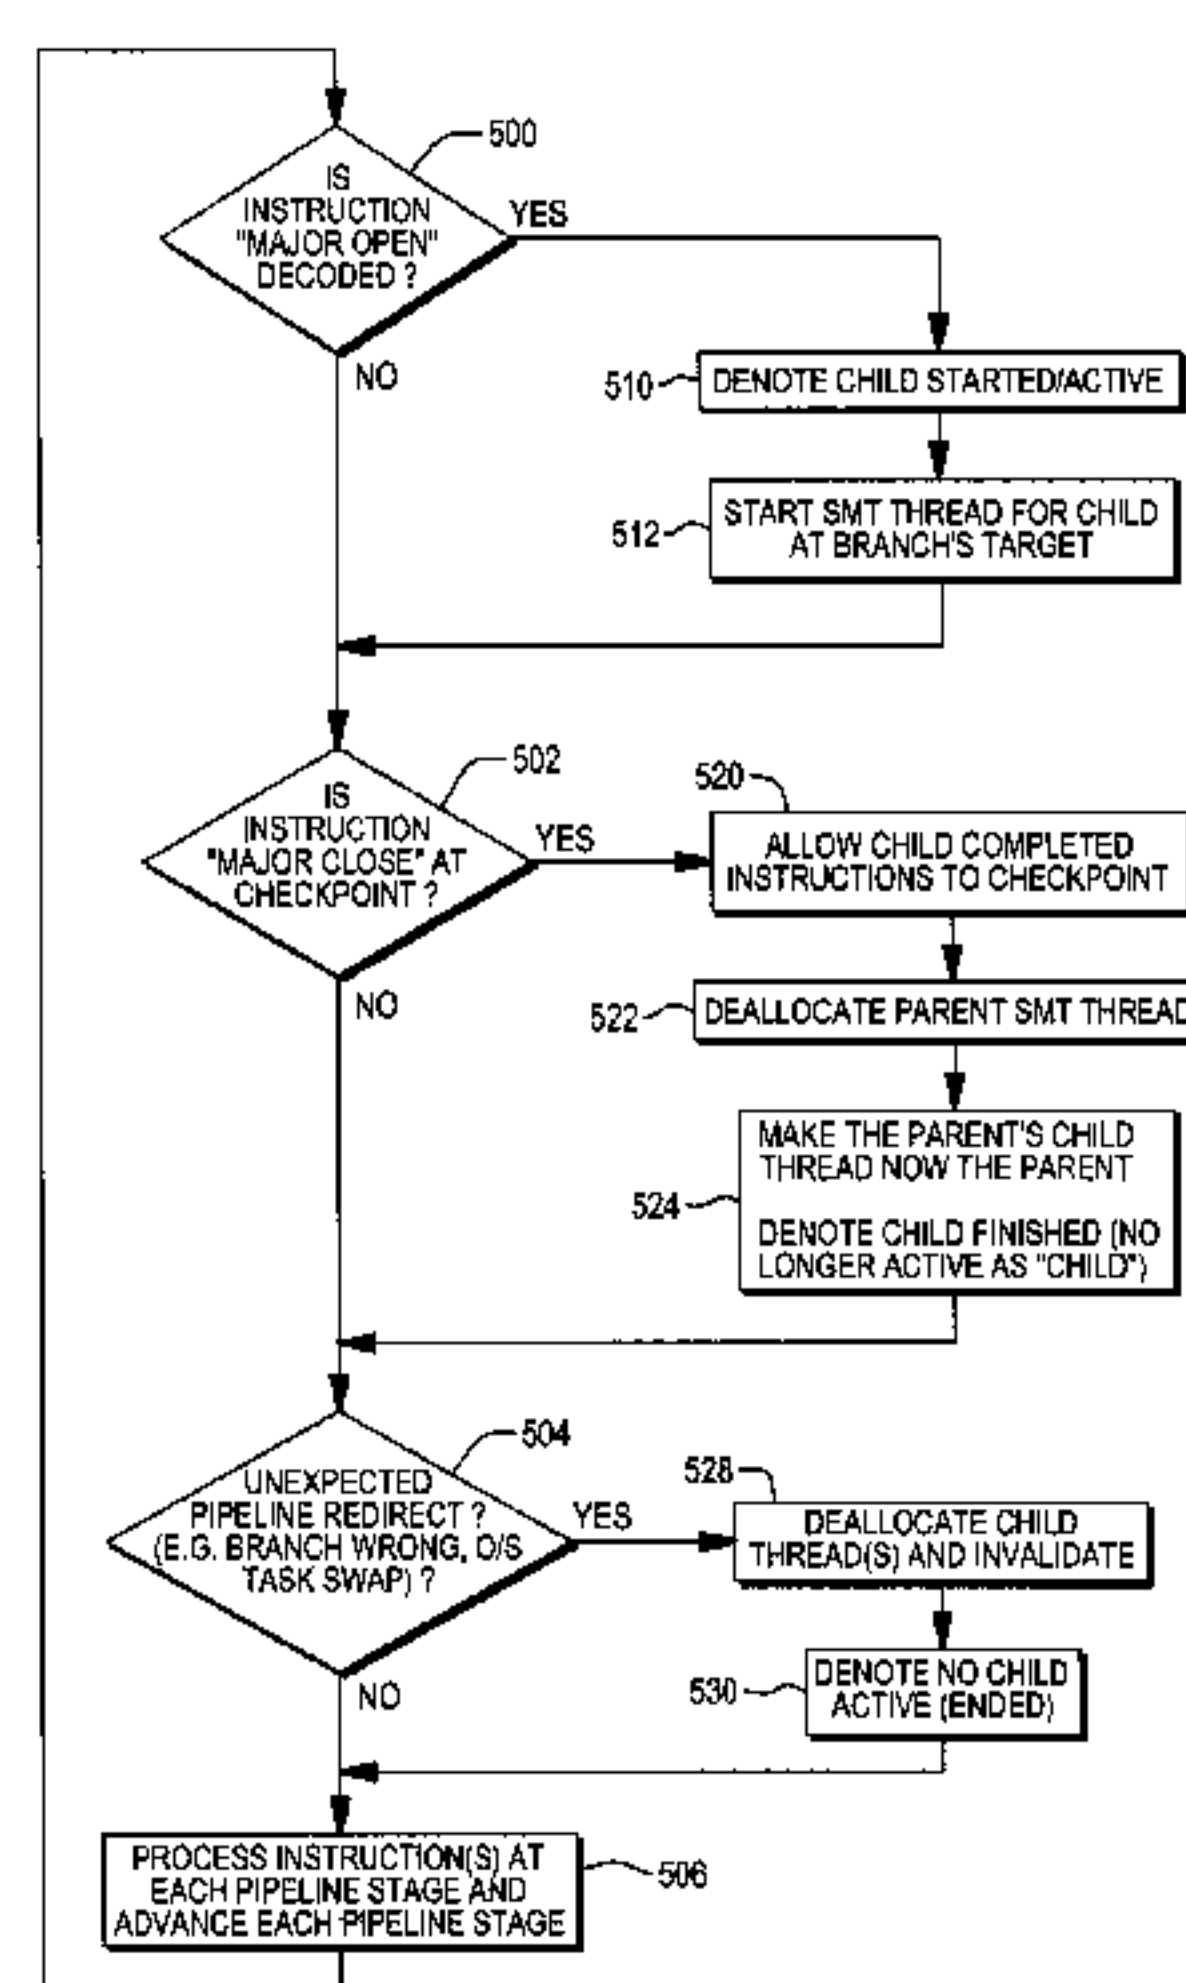 500
IS
INSTRUCTION
"MAJOR OPEN"
DECODED ?
YES
NO
510
DENOTE CHILD STARTED/ACTIVE
512
START SMT THREAD FOR CHILD
AT BRANCH'S TARGET
502
IS
INSTRUCTION
"MAJOR CLOSE" AT
CHECKPOINT ?
YES
NO
520
ALLOW CHILD COMPLETED
INSTRUCTIONS TO CHECKPOINT
522
DEALLOCATE PARENT SMT THREAD
524
MAKE THE PARENT'S CHILD
THREAD NOW THE PARENT
DENOTE CHILD FINISHED (NO
LONGER ACTIVE AS "CHILD")
504
UNEXPECTED
PIPELINE REDIRECT ?
(E.G. BRANCH WRONG, O/S
TASK SWAP) ?
YES
NO
528
DEALLOCATE CHILD
THREAD(S) AND INVALIDATE
530
DENOTE NO CHILD
ACTIVE (ENDED)
PROCESS INSTRUCTION(S) AT
EACH PIPELINE STAGE AND
ADVANCE EACH PIPELINE STAGE
506